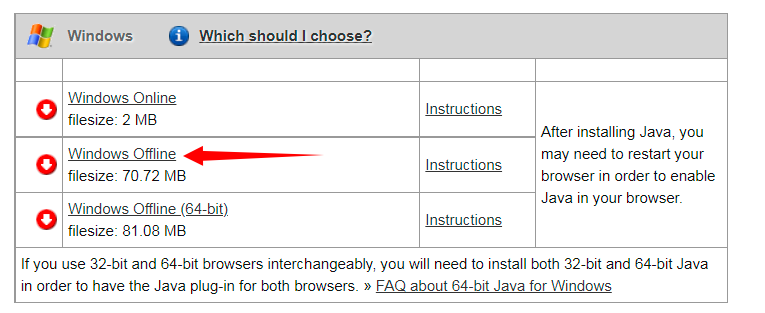 Windows Which should I choose?
Windows Online
filesize: 2 MB
Instructions
Windows Offline
filesize: 70.72 MB
Instructions
Windows Offline (64-bit)
filesize: 81.08 MB
Instructions
After installing Java, you
may need to restart your
browser in order to enable
Java in your browser.
If you use 32-bit and 64-bit browsers interchangeably, you will need to install both 32-bit and 64-bit Java
in order to have the Java plug-in for both browsers. » FAQ about 64-bit Java for Windows